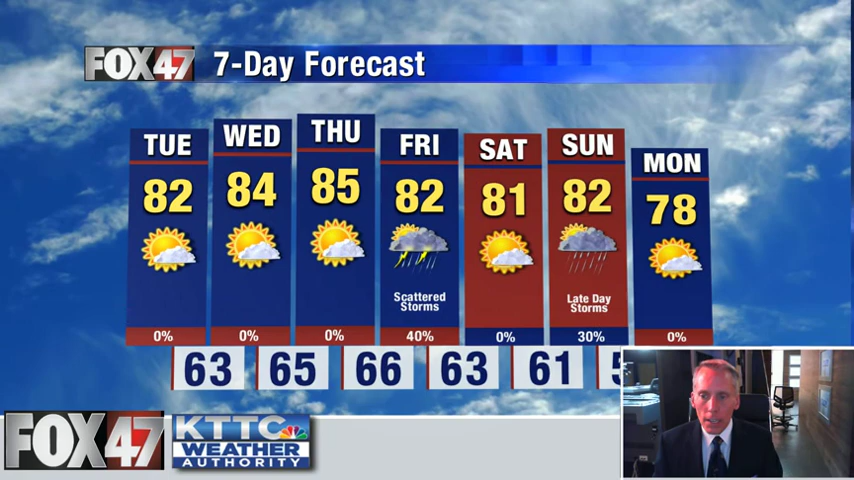 FOX47 7-Day Forecast
TUE WED THU FRI SAT SUN MON
82 84 85 82 81 82 78
Scattered Storms
Late Day Storms
0% 0% 0% 40% 0% 30% 0%
63 65 66 63 61 5
FOX47
KTTC
WEATHER
AUTHORITY